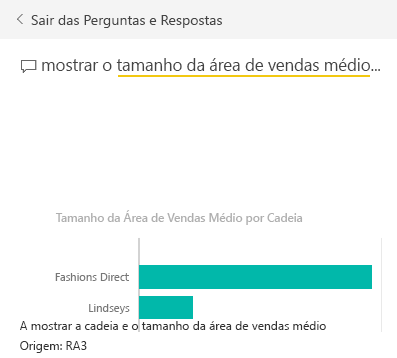 Sair das Perguntas e Respostas
mostrar o tamanho da área de vendas médio...
Tamanho da Área de Vendas Médio por Cadeia
Fashions Direct
Lindseys
A mostrar a cadeia e o tamanho da área de vendas médio
Origem: RA3